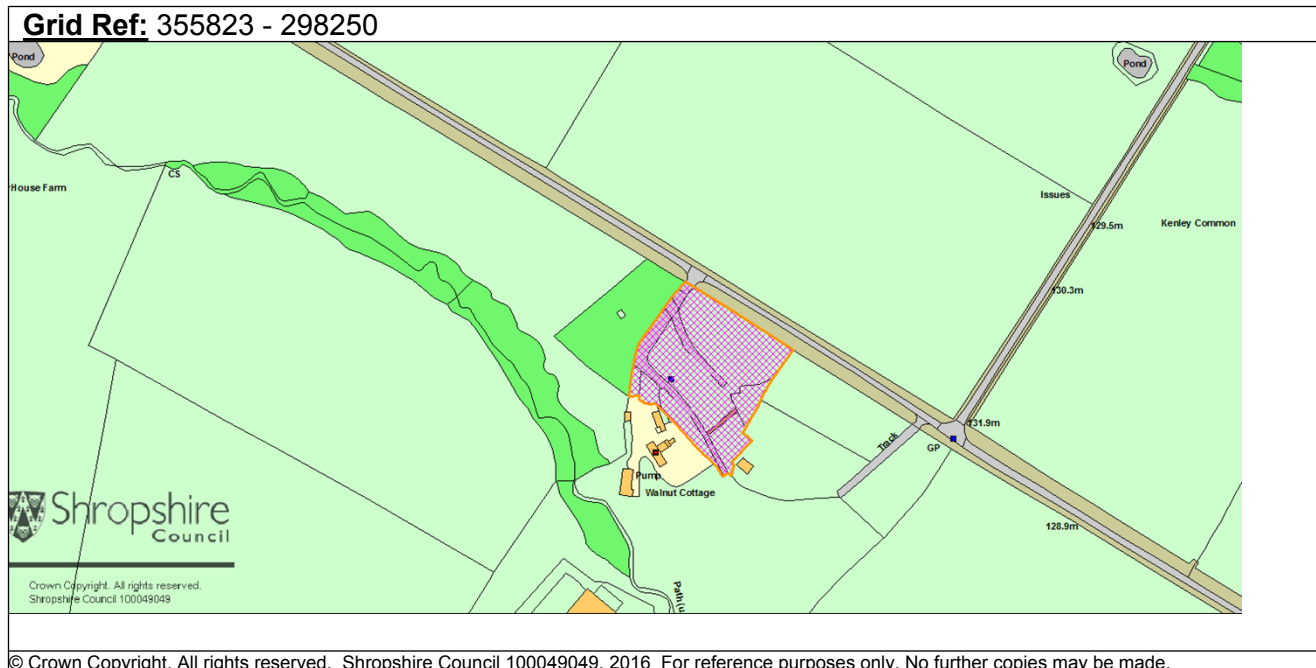 Grid Ref: 355823 - 298250
Pond
Pond
CS
House Farm
Issues
129.5m
Kenley Common
130.3m
131.9m
Track
GP
Pump
Walnut Cottage
128.9m
Shropshire
Council
Crown Copyright. All rights reserved.
Shropshire Council 100049049
Path(u
© Crown Copyright. All rights reserved. Shropshire Council 100049049. 2016 For reference purposes only. No further copies may be made.